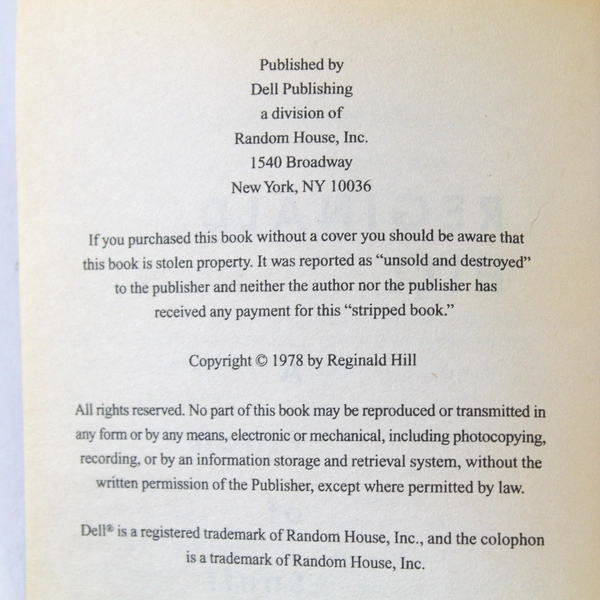 Published by
Dell Publishing
a division of
Random House, Inc.
1540 Broadway
New York, NY 10036
If you purchased this book without a cover you should be aware that
this book is stolen property. It was reported as “unsold and destroyed”
to the publisher and neither the author nor the publisher has
received any payment for this “stripped book.”
Copyright © 1978 by Reginald Hill
All rights reserved. No part of this book may be reproduced or transmitted in
any form or by any means, electronic or mechanical, including photocopying,
recording, or by an information storage and retrieval system, without the
written permission of the Publisher, except where permitted by law.
Dell® is a registered trademark of Random House, Inc., and the colophon
is a trademark of Random House, Inc.